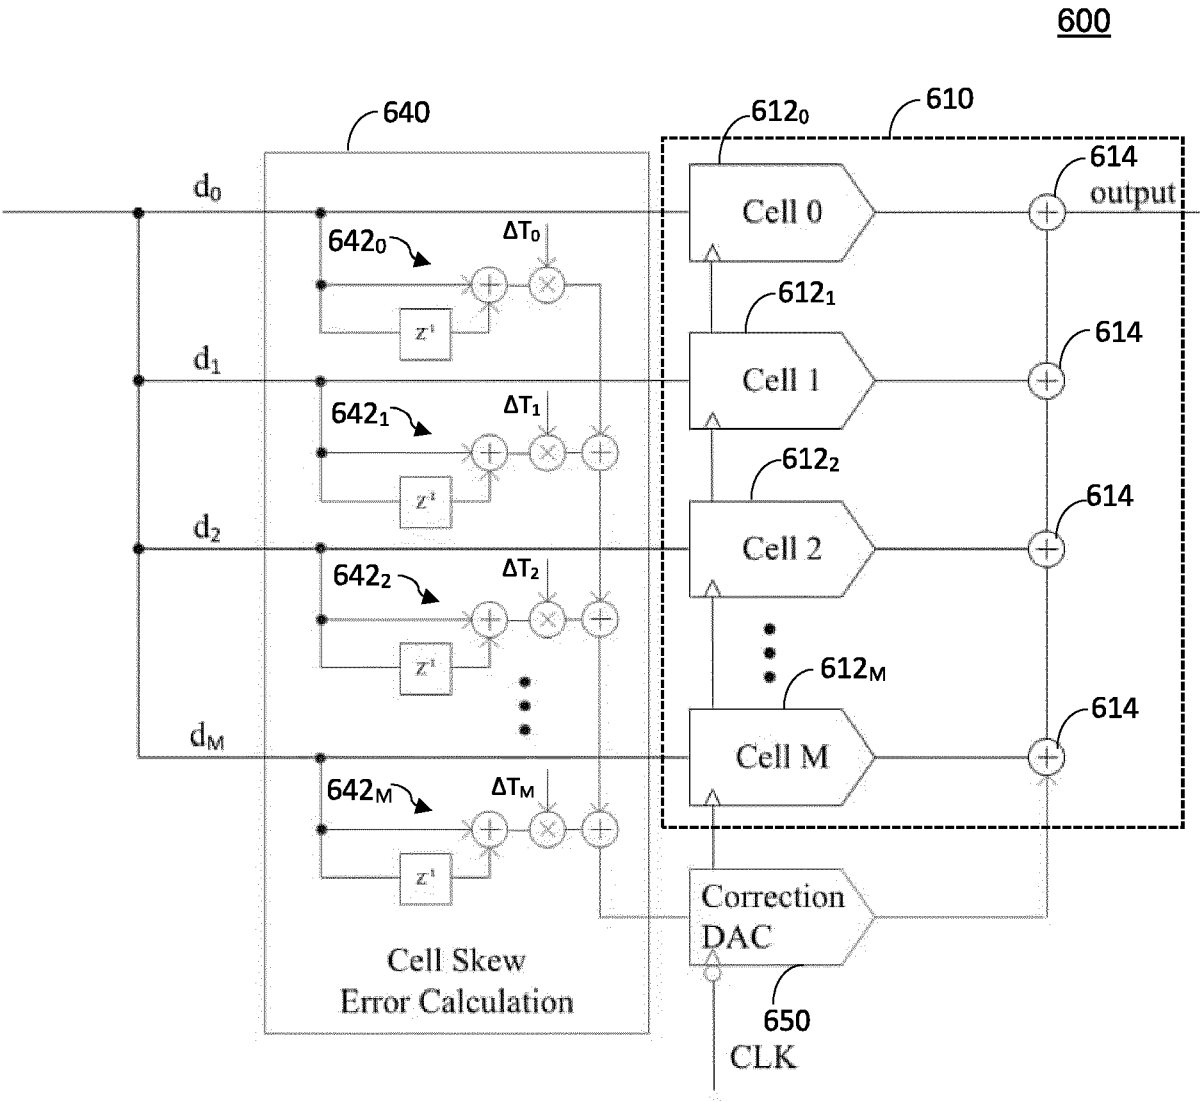 600
640
612₀
610
614
d₀
output
Cell 0
ΔT₀
642₀
z⁻¹
612₁
614
d₁
Cell 1
ΔT₁
642₁
z⁻¹
612₂
614
d₂
Cell 2
ΔT₂
642₂
z⁻¹
612M
614
dM
Cell M
ΔTM
642M
z⁻¹
Correction
DAC
Cell Skew
Error Calculation
650
CLK